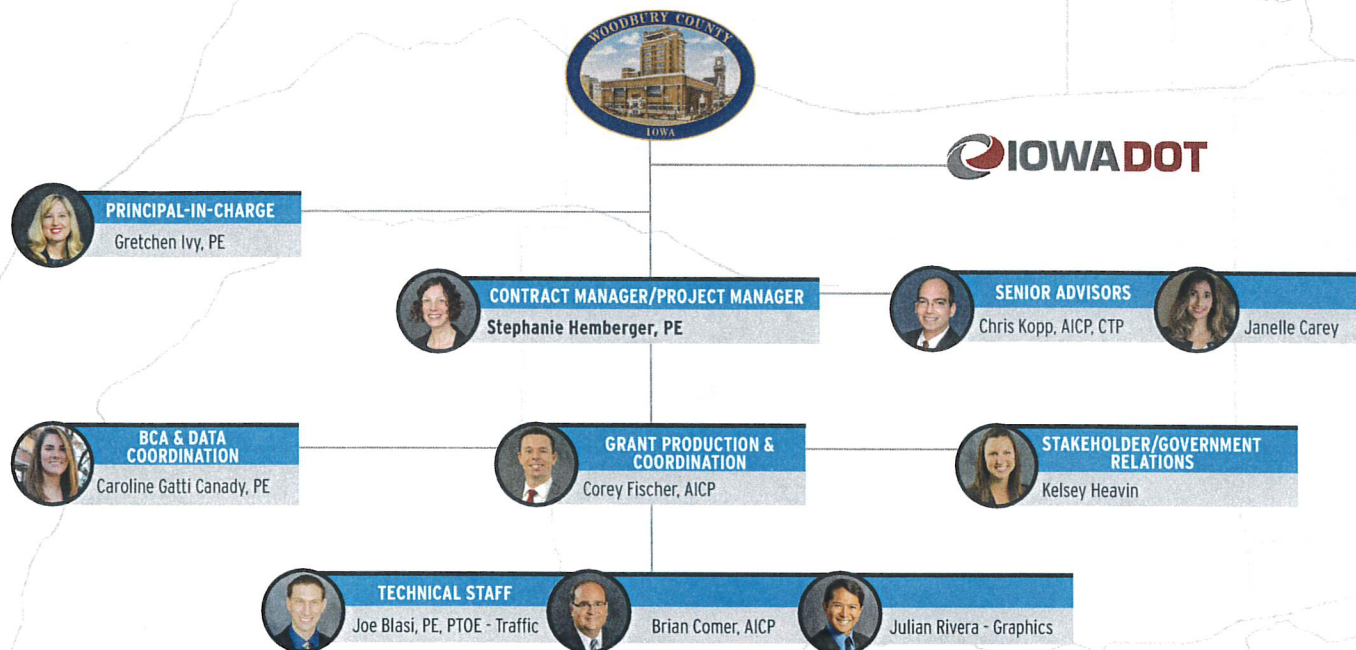 WOODBURY COUNTY
IOWA
IOWADOT
PRINCIPAL-IN-CHARGE
Gretchen Ivy, PE
CONTRACT MANAGER/PROJECT MANAGER
Stephanie Hemberger, PE
SENIOR ADVISORS
Chris Kopp, AICP, CTP
Janelle Carey
BCA & DATA
COORDINATION
Caroline Gatti Canady, PE
GRANT PRODUCTION &
COORDINATION
Corey Fischer, AICP
STAKEHOLDER/GOVERNMENT
RELATIONS
Kelsey Heavin
TECHNICAL STAFF
Joe Blasi, PE, PTOE - Traffic
Brian Comer, AICP
Julian Rivera - Graphics